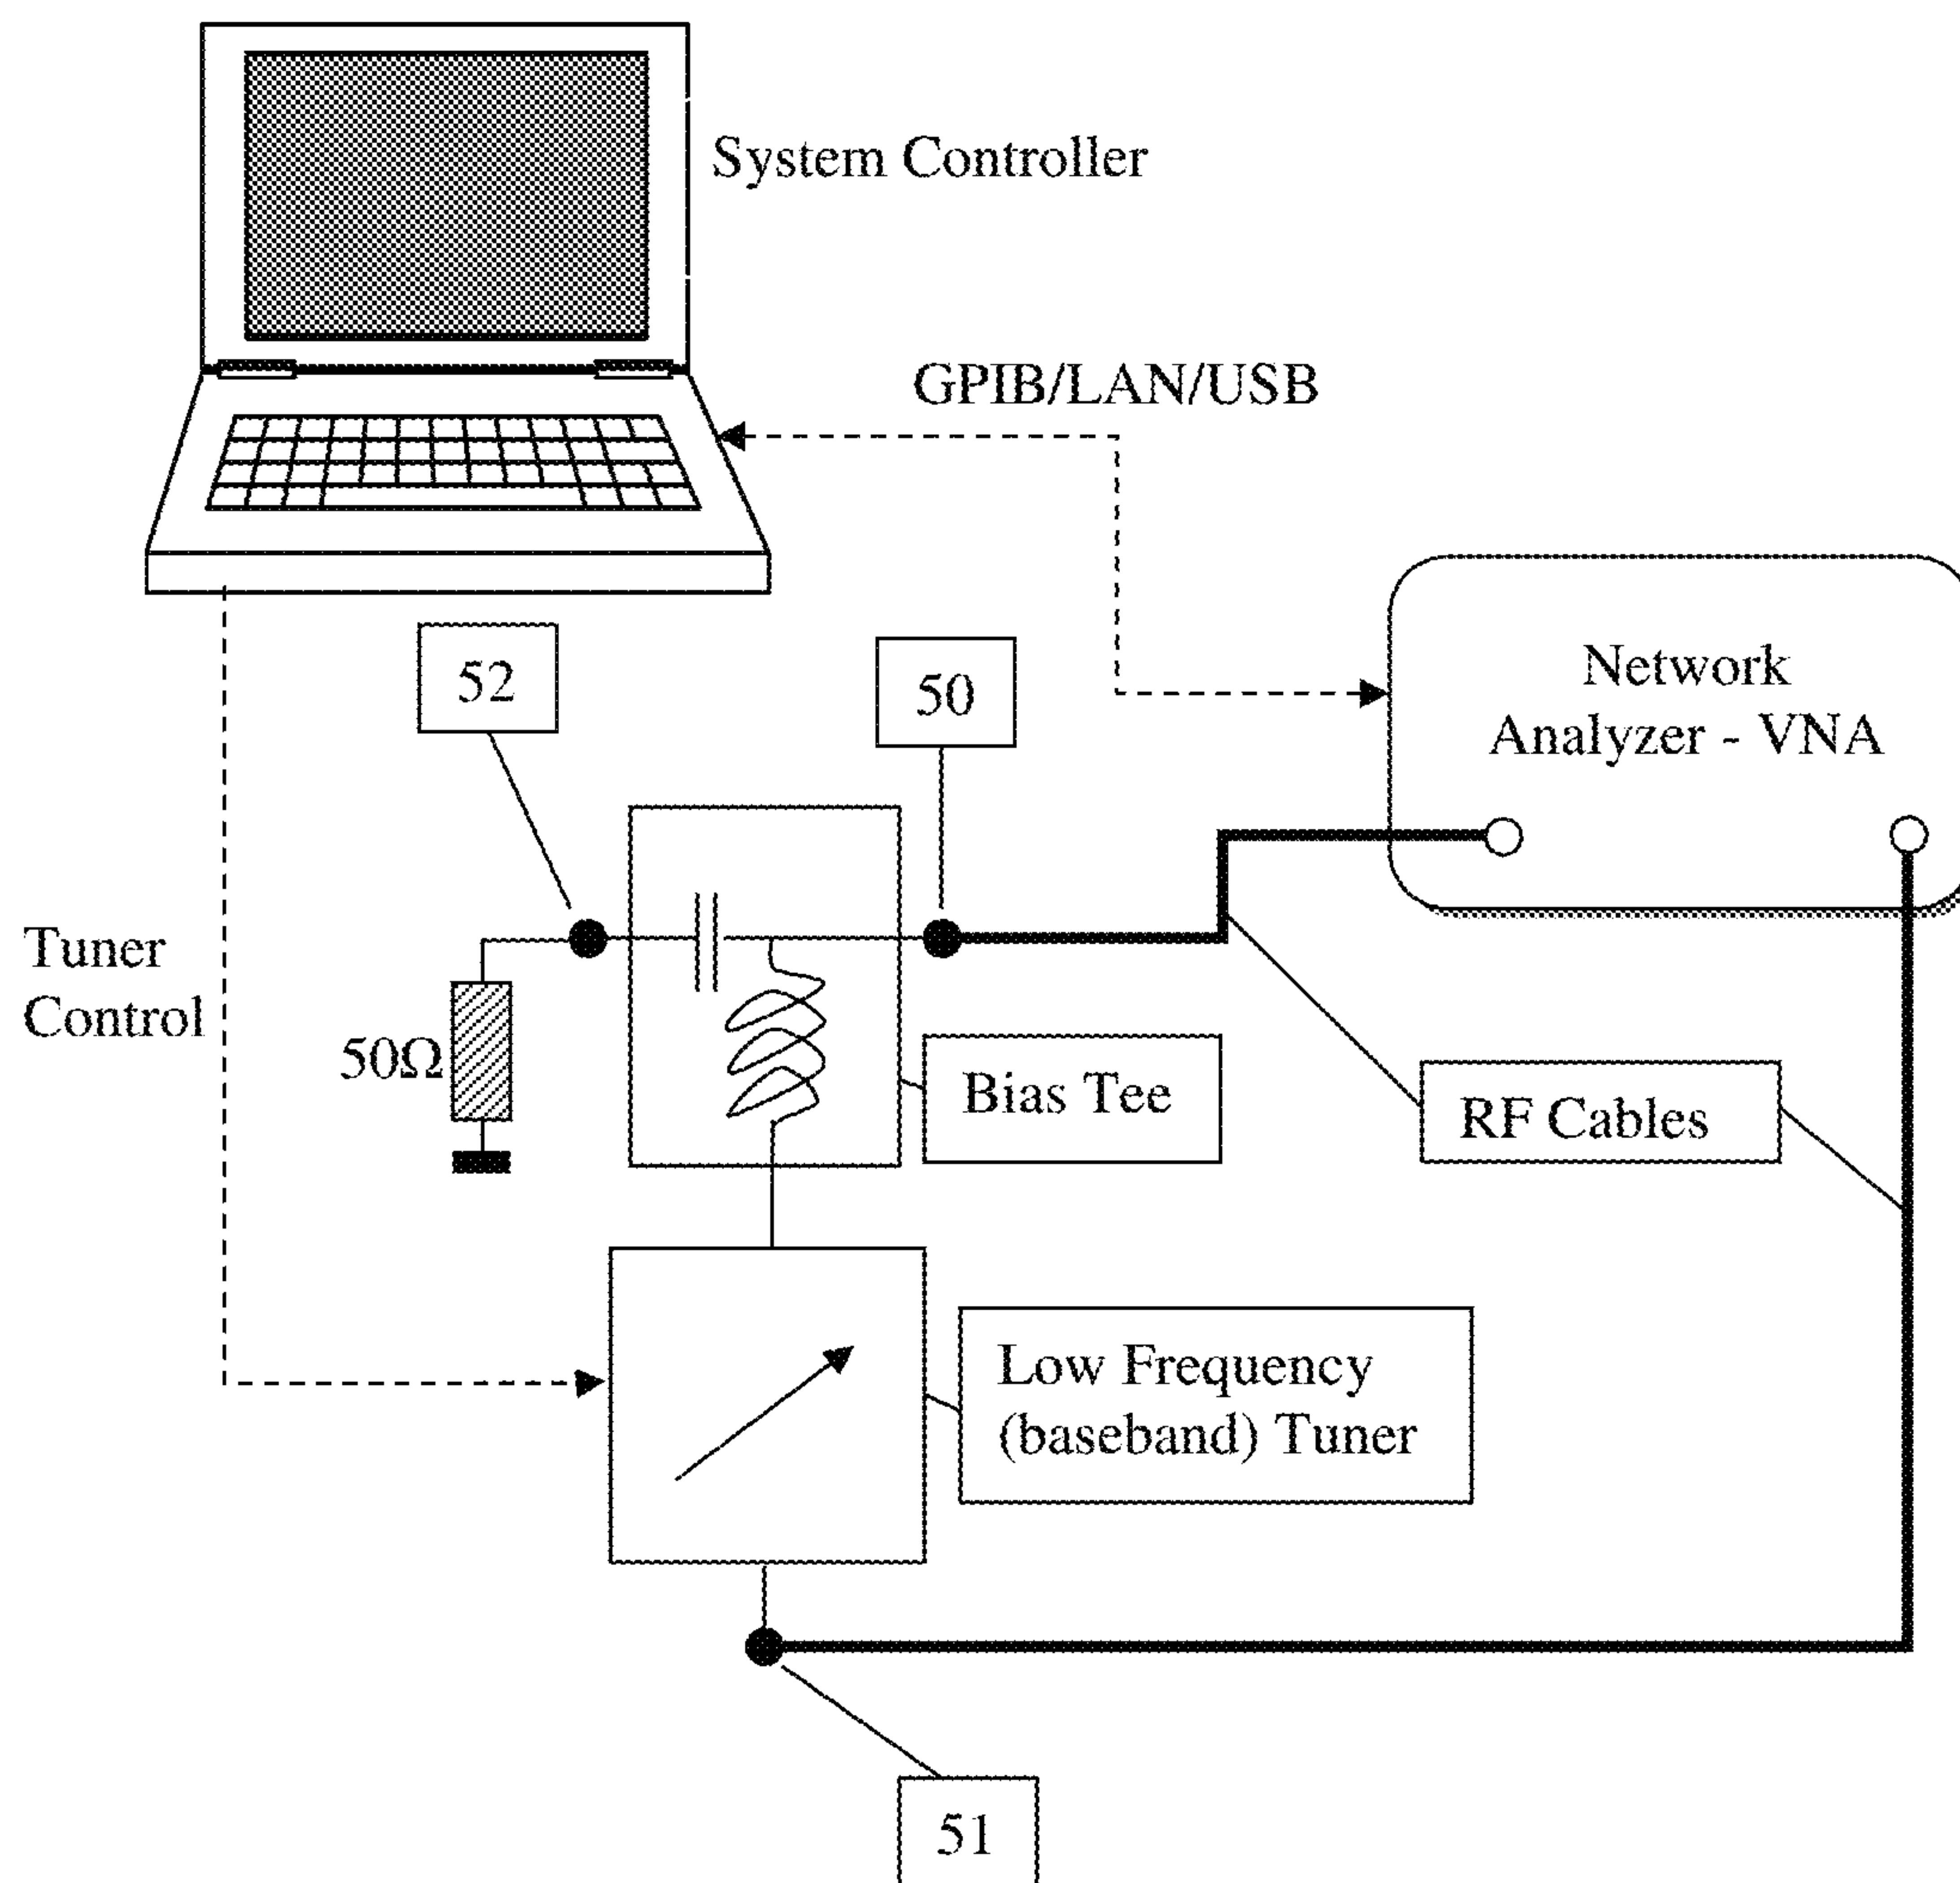 System Controller
GPIB/LAN/USB
Network
Analyzer - VNA
52
50
Tuner
Control
50Ω
Bias Tee
RF Cables
Low Frequency
(baseband) Tuner
51